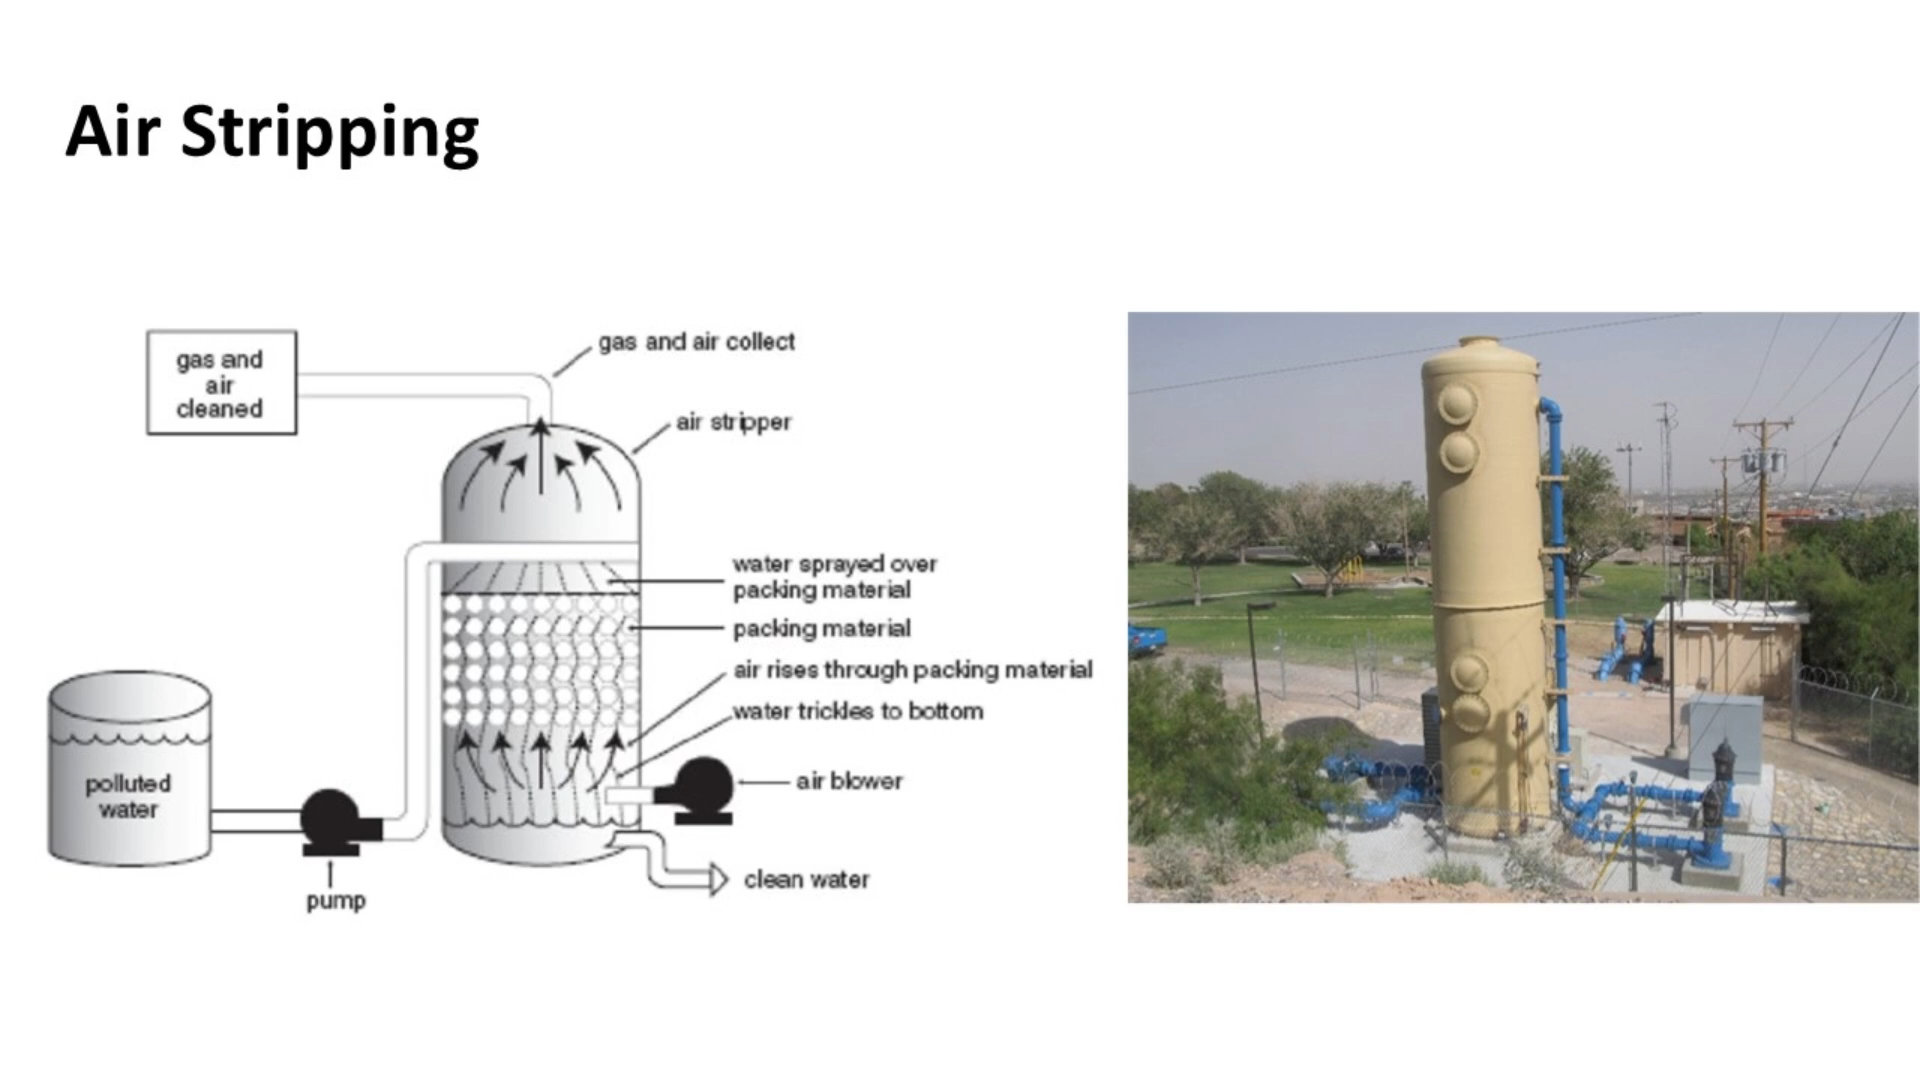 Air Stripping
gas and air collect
gas and
air
cleaned
air stripper
water sprayed over
packing material
packing material
air rises through packing material
water trickles to bottom
air blower
polluted
water
clean water
pump